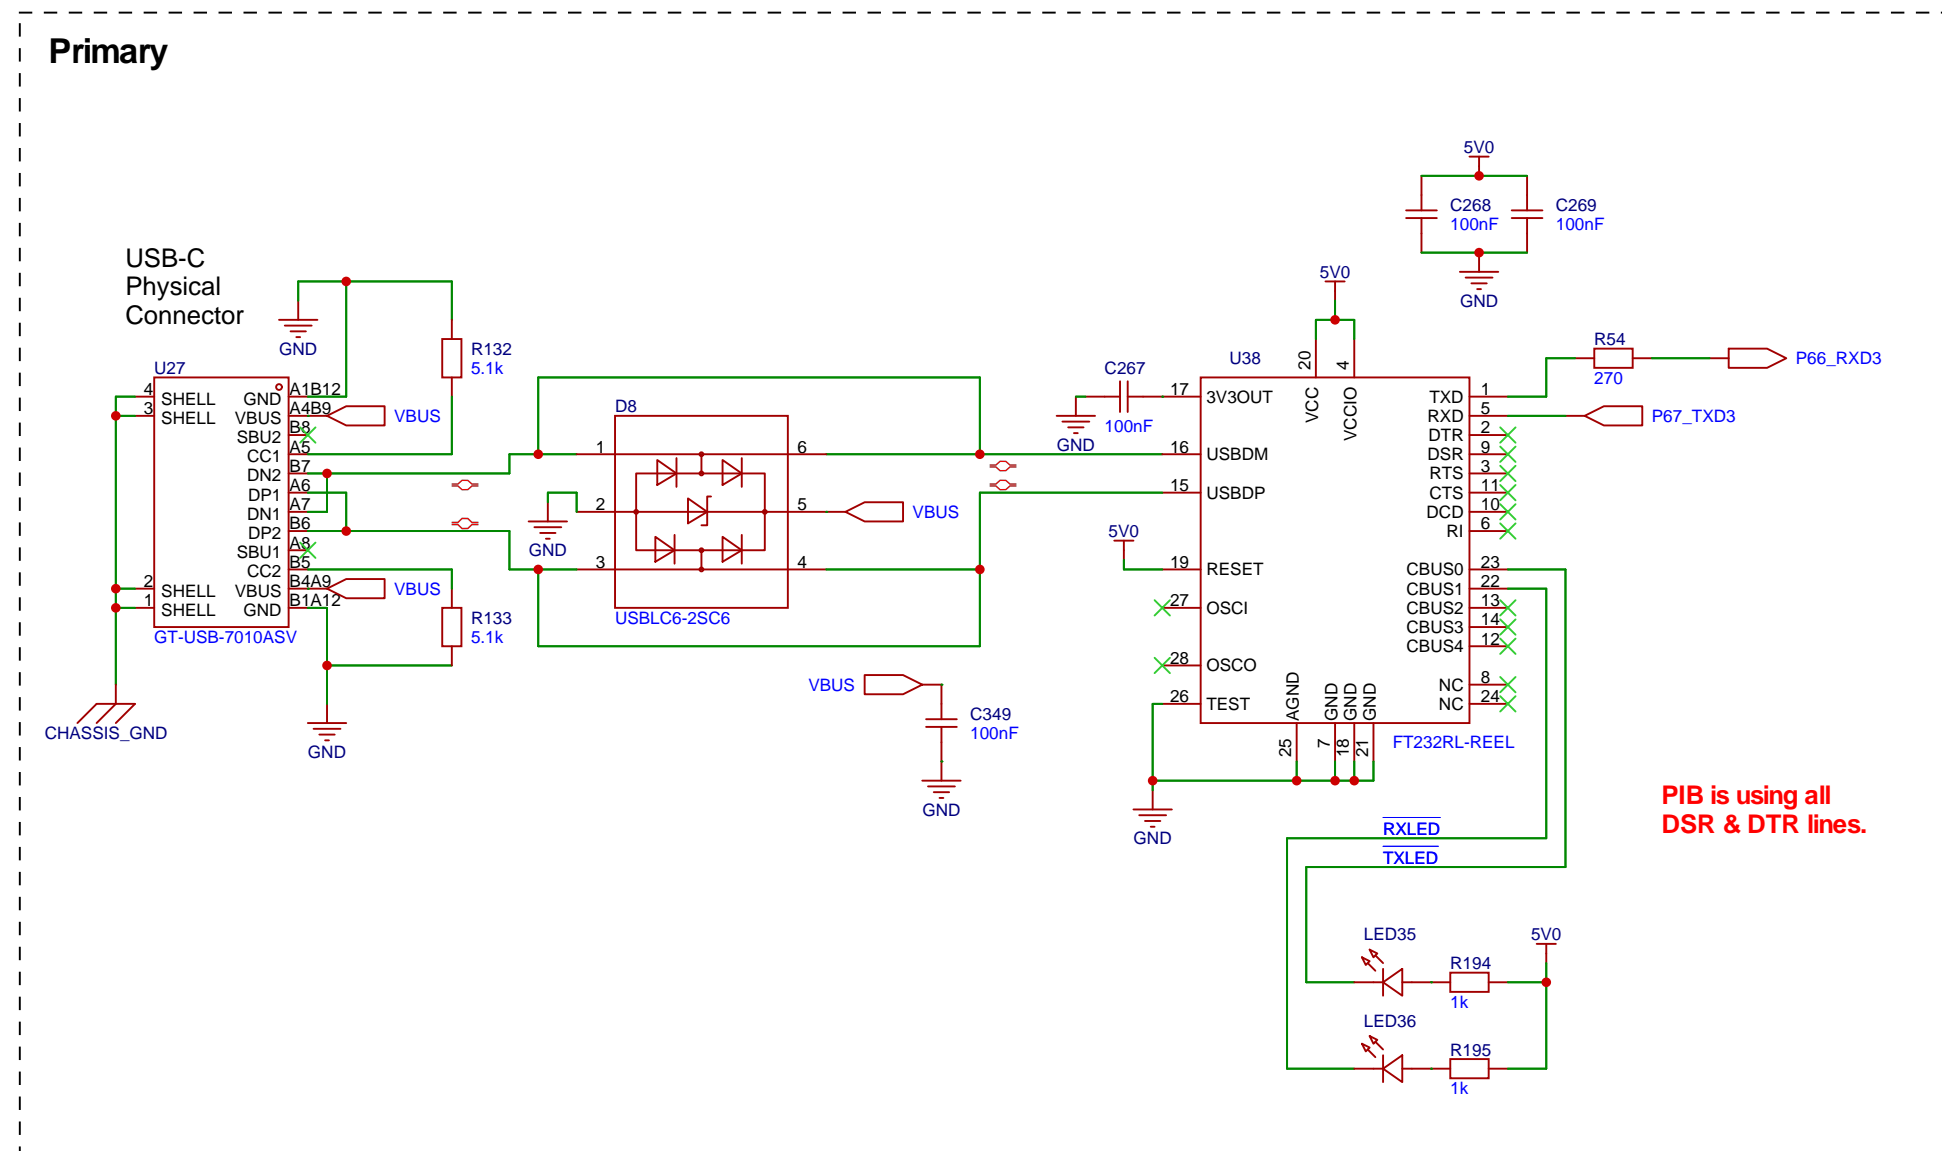 Primary
USB-C
Physical
Connector
GND
R132
5.1k
U27
4 SHELL GND A1B12
3 SHELL VBUS A4B9 VBUS
SBU2 B8
CC1 A5
DN2 B7
DP1 A6
DN1 A7
DP2 B6
SBU1 A8
CC2 B5
2 SHELL VBUS B4A9 VBUS
1 SHELL GND B1A12
GT-USB-7010ASV
R133
5.1k
CHASSIS_GND
GND
D8
1 6
2 5 VBUS
GND
3 4
USBLC6-2SC6
VBUS
C349
100nF
GND
5V0
C268
100nF
C269
100nF
GND
5V0
U38
20 4
VCC VCCIO
C267
100nF
GND
17 3V3OUT
16 USBDM
15 USBDP
5V0
19 RESET
27 OSCI
28 OSCO
26 TEST
AGND GND GND GND
25 7 18 21
GND
FT232RL-REEL
TXD 1
RXD 5
DTR 2
DSR 9
RTS 3
CTS 11
DCD 10
RI 6
CBUS0 23
CBUS1 22
CBUS2 13
CBUS3 14
CBUS4 12
NC 8
NC 24
R54
270
P66_RXD3
P67_TXD3
PIB is using all
DSR & DTR lines.
RXLED
TXLED
LED35
R194
1k
5V0
LED36
R195
1k